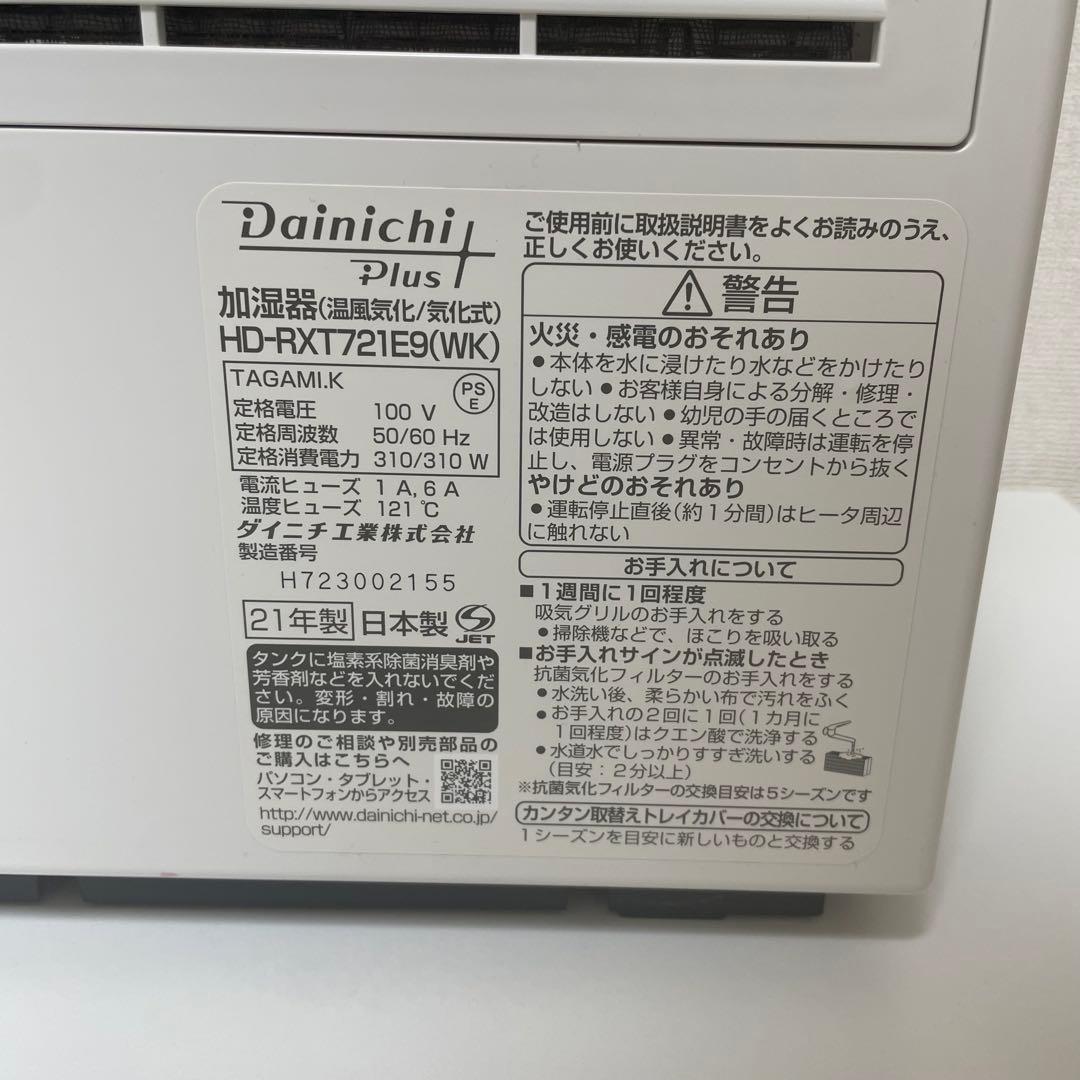 Dainichi
Plus
加湿器(温風気化/気化式)
HD-RXT721E9(WK)
TAGAMI.K
PS
E
定格電圧 100 V
定格周波数 50/60 Hz
定格消費電力 310/310 W
電流ヒューズ 1 A, 6 A
温度ヒューズ 121 ℃
ダイニチ工業株式会社
製造番号
H723002155
21年製 日本製 S
JET
タンクに塩素系除菌消臭剤や
芳香剤などを入れないでくだ
さい。変形・割れ・故障の
原因になります。
修理のご相談や別売部品の
ご購入はこちらへ
パソコン・タブレット・
スマートフォンからアクセス
http://www.dainichi-net.co.jp/
support/
ご使用前に取扱説明書をよくお読みのうえ、
正しくお使いください。
警告
火災・感電のおそれあり
●本体を水に浸けたり水などをかけたり
しない ●お客様自身による分解・修理・
改造はしない ●幼児の手の届くところで
は使用しない ●異常・故障時は運転を停
止し、電源プラグをコンセントから抜く
やけどのおそれあり
●運転停止直後(約1分間)はヒータ周辺
に触れない
お手入れについて
■1週間に1回程度
吸気グリルのお手入れをする
●掃除機などで、ほこりを吸い取る
■お手入れサインが点滅したとき
抗菌気化フィルターのお手入れをする
●水洗い後、柔らかい布で汚れをふく
●お手入れの2回に1回(1カ月に
1回程度)はクエン酸で洗浄する
●水道水でしっかりすすぎ洗いする
(目安：2分以上)
※抗菌気化フィルターの交換目安は5シーズンです
カンタン取替えトレイカバーの交換について
1シーズンを目安に新しいものと交換する